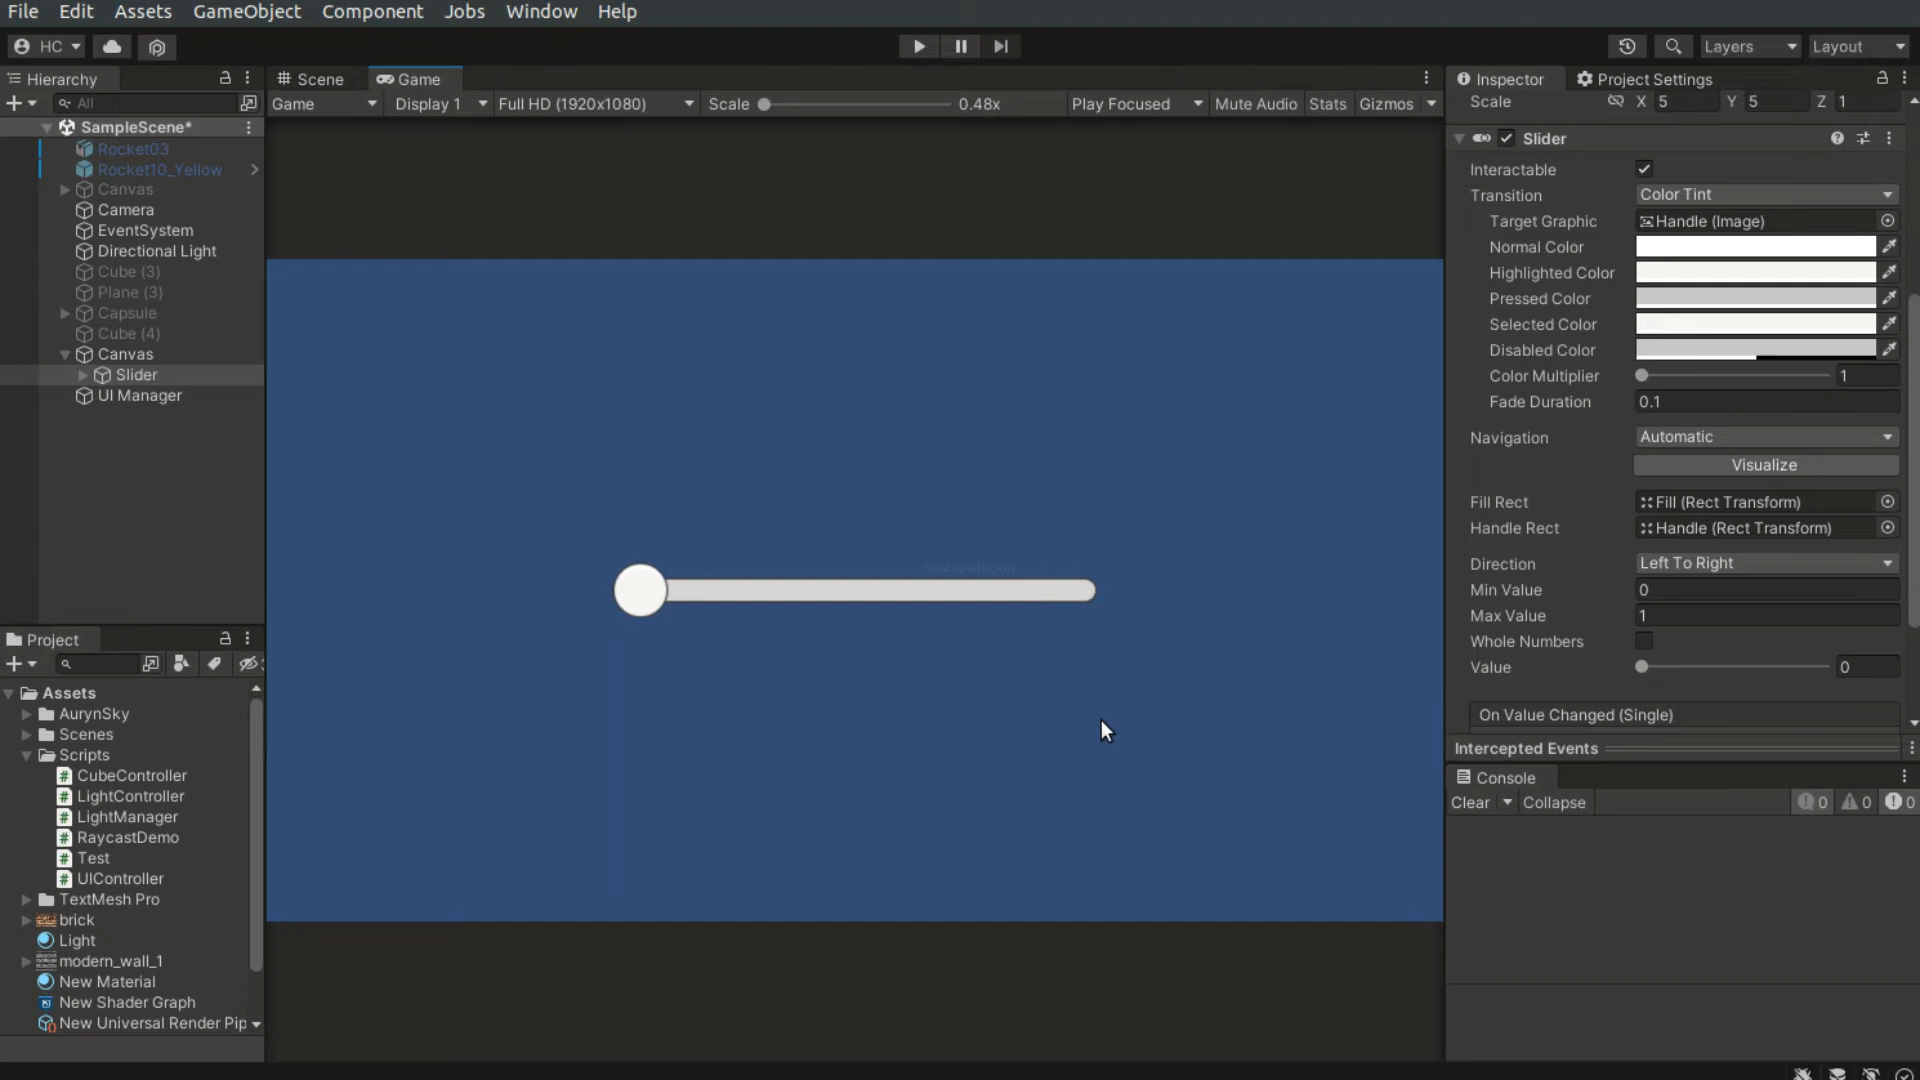 File Edit Assets GameObject Component Jobs Window Help
HC Layers Layout
Hierarchy Scene Game Inspector Project Settings
All Game Display 1 Full HD (1920x1080) Scale 0.48x Play Focused Mute Audio Stats Gizmos Scale X 5 Y 5 Z 1
SampleScene*
Rocket03
Rocket10_Yellow
Canvas
Camera
EventSystem
Directional Light
Cube (3)
Plane (3)
Capsule
Cube (4)
Canvas
Slider
UI Manager
Slider
Interactable
Transition Color Tint
Target Graphic Handle (Image)
Normal Color
Highlighted Color
Pressed Color
Selected Color
Disabled Color
Color Multiplier 1
Fade Duration 0.1
Navigation Automatic
Visualize
Fill Rect Fill (Rect Transform)
Handle Rect Handle (Rect Transform)
Direction Left To Right
Min Value 0
Max Value 1
Whole Numbers
Value 0
On Value Changed (Single)
Intercepted Events
Project
Assets
AurynSky
Scenes
Scripts
CubeController
LightController
LightManager
RaycastDemo
Test
UIController
TextMesh Pro
brick
Light
modern_wall_1
New Material
New Shader Graph
New Universal Render Pip
Console
Clear Collapse 0 0 0